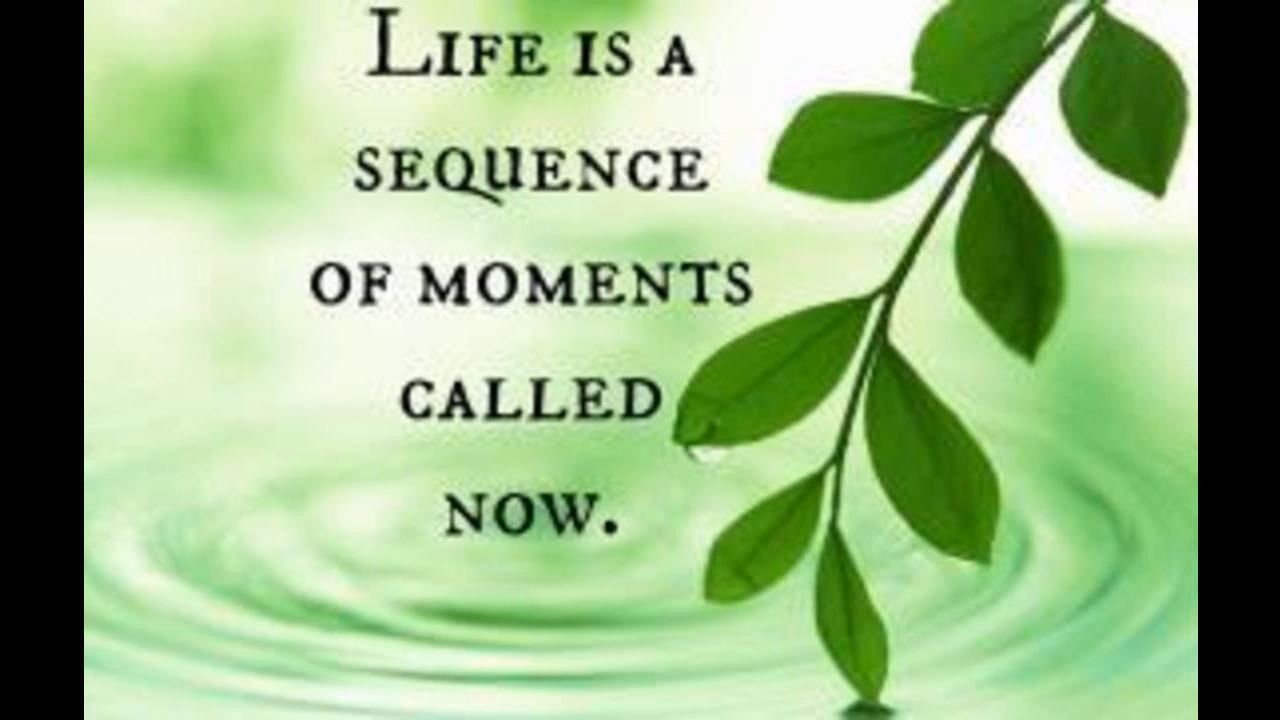 Life is a
sequence
of moments
called
now.